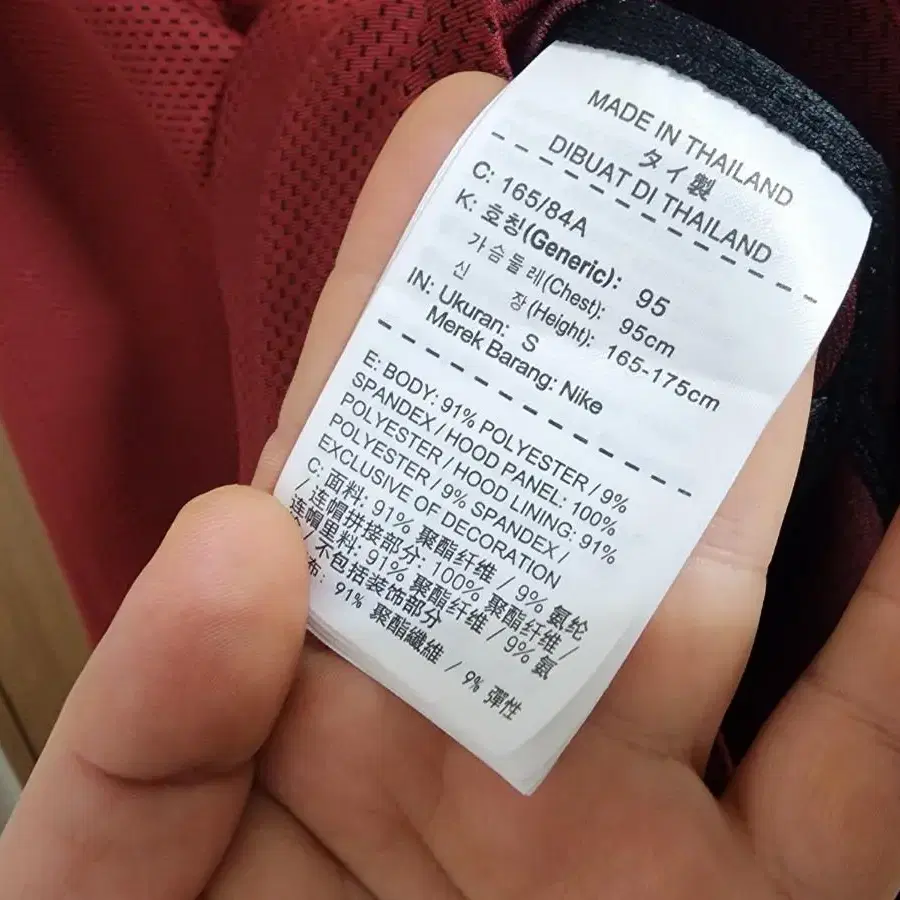 MADE IN THAILAND
タイ製
DIBUAT DI THAILAND
C: 165/84A
K: 호칭(Generic): 95
가슴둘레(Chest): 95cm
신 장(Height): 165-175cm
IN: Ukuran: S
Merek Barang: Nike
E: BODY: 91% POLYESTER / 9%
SPANDEX / HOOD PANEL: 100%
POLYESTER / HOOD LINING: 91%
POLYESTER / 9% SPANDEX /
EXCLUSIVE OF DECORATION
C: 面料: 91% 聚酯纤维 / 9% 氨纶
/ 连帽拼接部分: 100% 聚酯纤维 /
连帽里料: 91% 聚酯纤维 / 9% 氨
/ 不包括装饰部分
布: 91% 聚酯纖維 / 9% 彈性